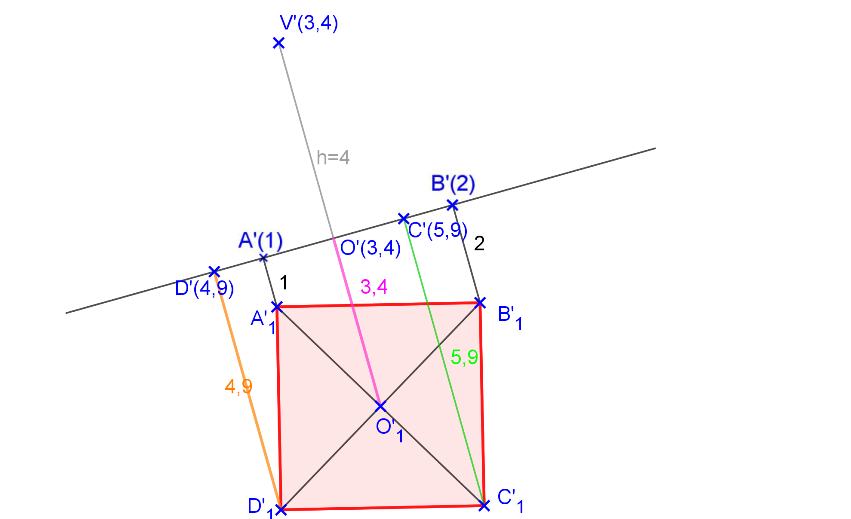 V'(3,4)
h=4
B'(2)
C'(5,9)
2
A'(1)
O'(3,4)
D'(4,9)
1
3,4
A'₁
B'₁
5,9
4,9
O'₁
D'₁
C'₁